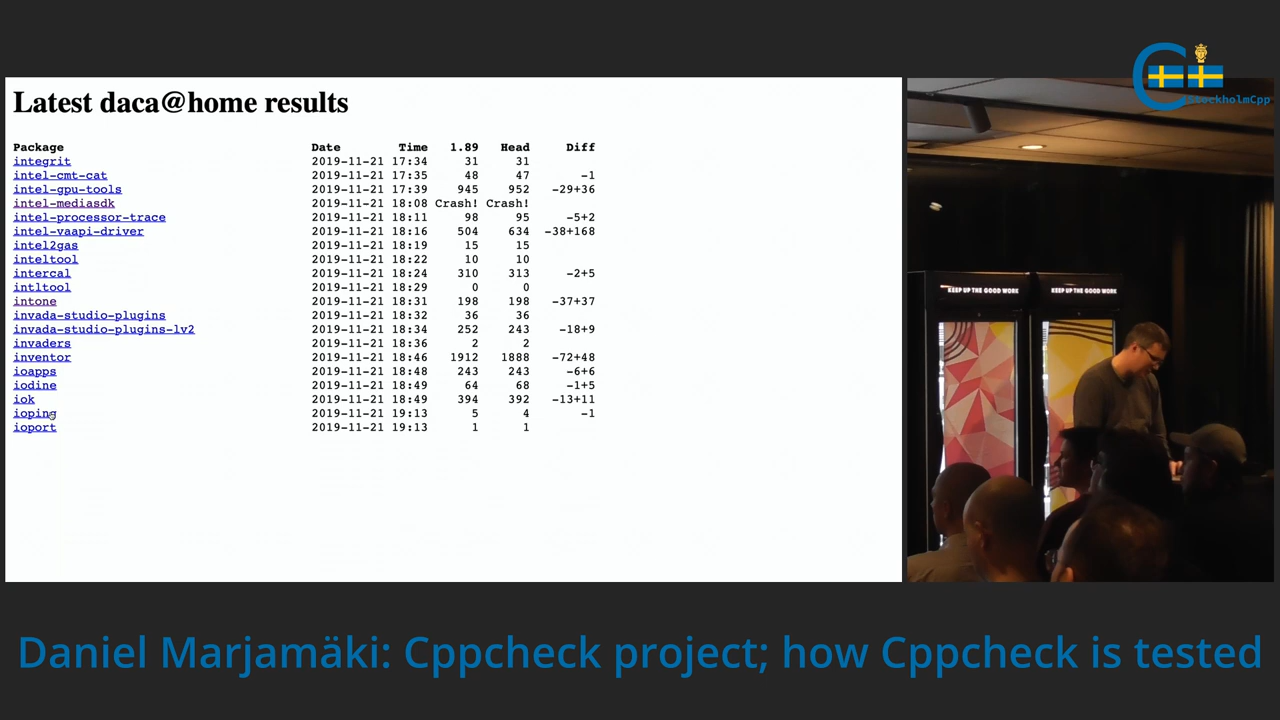 StockholmCpp
Latest daca@home results
Package Date Time 1.89 Head Diff
integrit 2019-11-21 17:34 31 31
intel-cmt-cat 2019-11-21 17:35 48 47 -1
intel-gpu-tools 2019-11-21 17:39 945 952 -29+36
intel-mediasdk 2019-11-21 18:08 Crash! Crash!
intel-processor-trace 2019-11-21 18:11 98 95 -5+2
intel-vaapi-driver 2019-11-21 18:16 504 634 -38+168
intel2gas 2019-11-21 18:19 15 15
inteltool 2019-11-21 18:22 10 10
intercal 2019-11-21 18:24 310 313 -2+5
intltool 2019-11-21 18:29 0 0
intone 2019-11-21 18:31 198 198 -37+37
invada-studio-plugins 2019-11-21 18:32 36 36
invada-studio-plugins-lv2 2019-11-21 18:34 252 243 -18+9
invaders 2019-11-21 18:36 2 2
inventor 2019-11-21 18:46 1912 1888 -72+48
ioapps 2019-11-21 18:48 243 243 -6+6
iodine 2019-11-21 18:49 64 68 -1+5
iok 2019-11-21 18:49 394 392 -13+11
ioping 2019-11-21 19:13 5 4 -1
ioport 2019-11-21 19:13 1 1
KEEP UP THE GOOD WORK
KEEP UP THE GOOD WORK
Daniel Marjamäki: Cppcheck project; how Cppcheck is tested